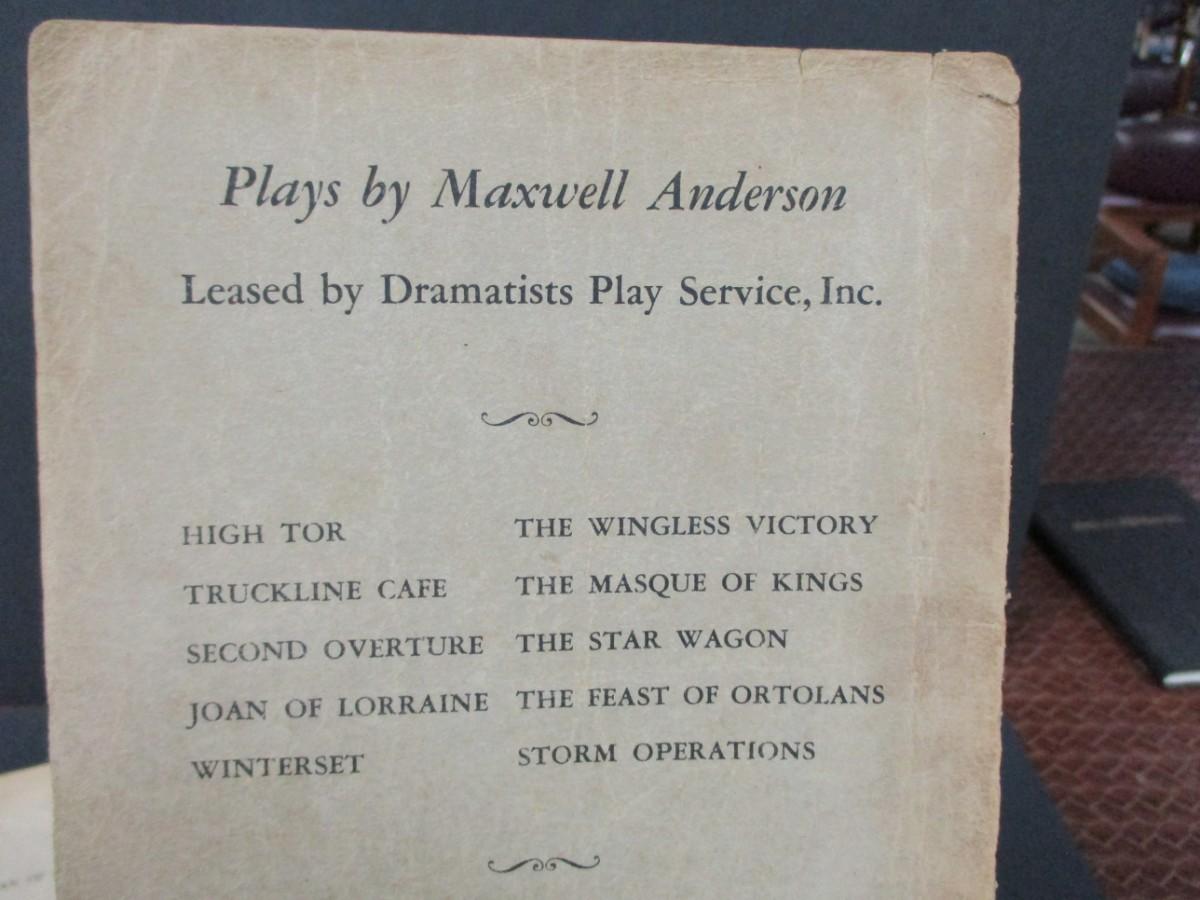 Plays by Maxwell Anderson
Leased by Dramatists Play Service, Inc.
HIGH TOR
TRUCKLINE CAFE
SECOND OVERTURE
JOAN OF LORRAINE
WINTERSET
THE WINGLESS VICTORY
THE MASQUE OF KINGS
THE STAR WAGON
THE FEAST OF ORTOLANS
STORM OPERATIONS